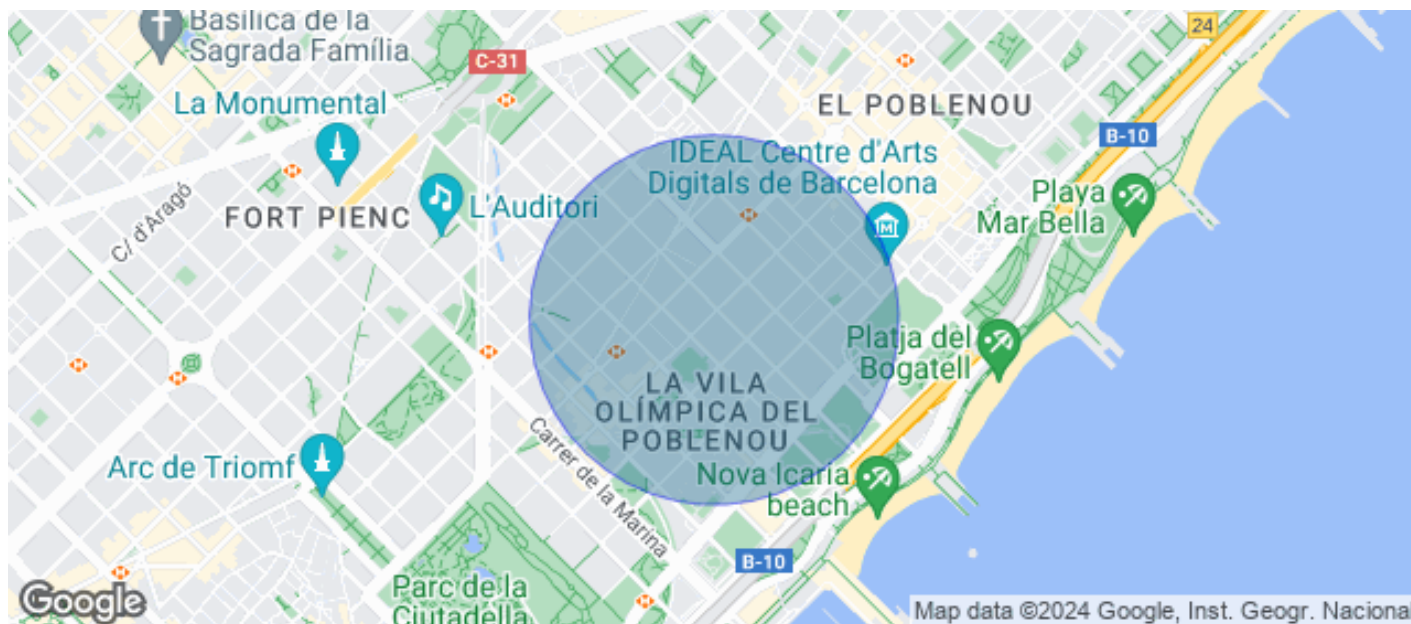 Basílica de la
Sagrada Família
24
C-31
La Monumental
EL POBLENOU
B-10
IDEAL Centre d'Arts
Digitals de Barcelona
Playa
Mar Bella
C/ d'Aragó
FORT PIENC
L'Auditori
Platja del
Bogatell
LA VILA
OLÍMPICA DEL
POBLENOU
Carrer de la Marina
Arc de Triomf
Nova Icaria
beach
B-10
Parc de la
Ciutadella
Google
Map data ©2024 Google, Inst. Geogr. Naciona